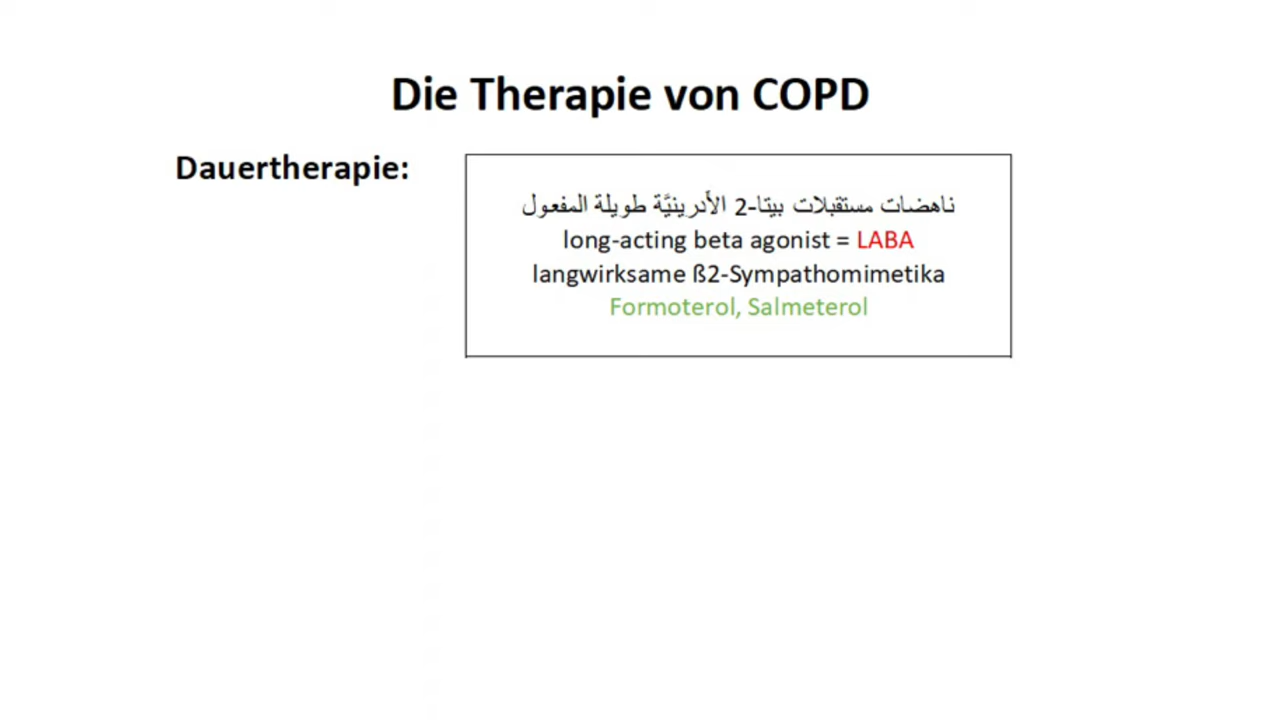 Die Therapie von COPD
Dauertherapie:
ناهضات مستقبلات بيتا-2 الأدرينيَّة طويلة المفعول
long-acting beta agonist = LABA
langwirksame ß2-Sympathomimetika
Formoterol, Salmeterol